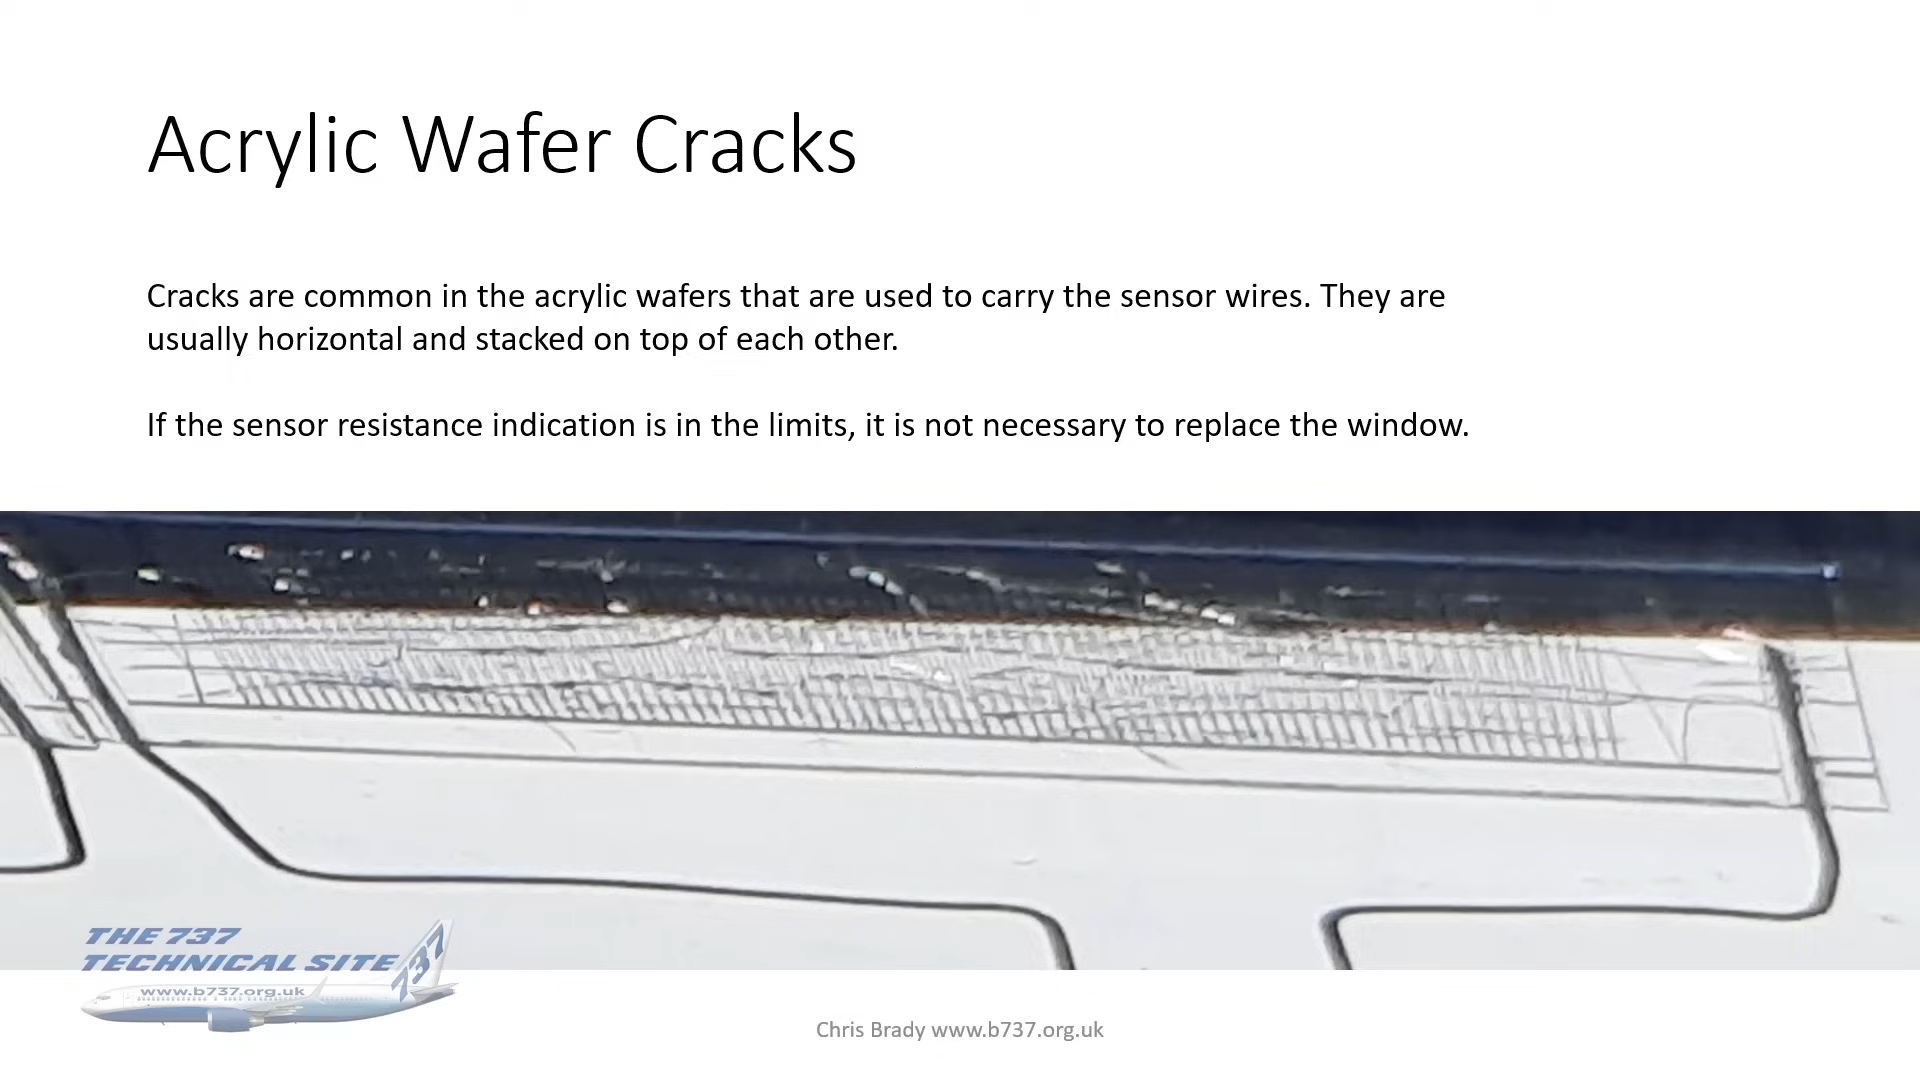 Acrylic Wafer Cracks
Cracks are common in the acrylic wafers that are used to carry the sensor wires. They are
usually horizontal and stacked on top of each other.
If the sensor resistance indication is in the limits, it is not necessary to replace the window.
THE 737
TECHNICAL SITE
737
www.b737.org.uk
Chris Brady www.b737.org.uk